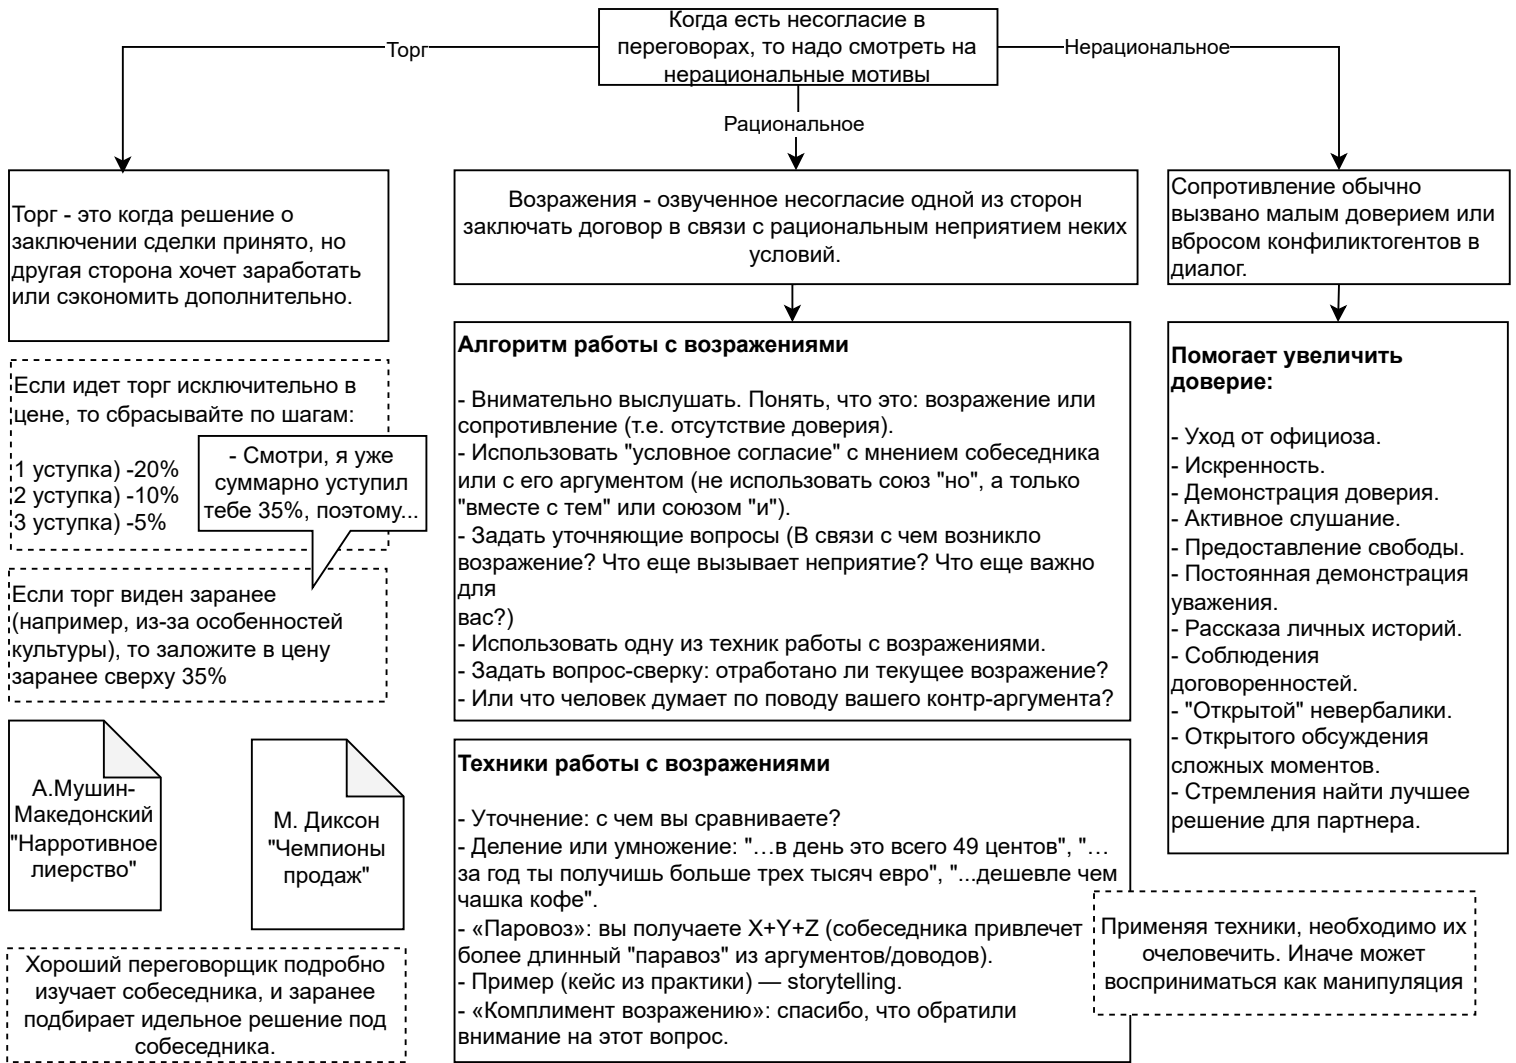 Когда есть несогласие в
переговорах, то надо смотреть на
нерациональные мотивы
Торг
Рациональное
Нерациональное
Торг - это когда решение о
заключении сделки принято, но
другая сторона хочет заработать
или сэкономить дополнительно.
Если идет торг исключительно в
цене, то сбрасывайте по шагам:
1 уступка) -20%
2 уступка) -10%
3 уступка) -5%
- Смотри, я уже
суммарно уступил
тебе 35%, поэтому...
Если торг виден заранее
(например, из-за особенностей
культуры), то заложите в цену
заранее сверху 35%
А.Мушин-
Македонский
"Нарротивное
лиерство"
М. Диксон
"Чемпионы
продаж"
Хороший переговорщик подробно
изучает собеседника, и заранее
подбирает идельное решение под
собеседника.
Возражения - озвученное несогласие одной из сторон
заключать договор в связи с рациональным неприятием неких
условий.
Алгоритм работы с возражениями
- Внимательно выслушать. Понять, что это: возражение или
сопротивление (т.е. отсутствие доверия).
- Использовать "условное согласие" с мнением собеседника
или с его аргументом (не использовать союз "но", а только
"вместе с тем" или союзом "и").
- Задать уточняющие вопросы (В связи с чем возникло
возражение? Что еще вызывает неприятие? Что еще важно
для
вас?)
- Использовать одну из техник работы с возражениями.
- Задать вопрос-сверку: отработано ли текущее возражение?
- Или что человек думает по поводу вашего контр-аргумента?
Техники работы с возражениями
- Уточнение: с чем вы сравниваете?
- Деление или умножение: "…в день это всего 49 центов", "…
за год ты получишь больше трех тысяч евро", "...дешевле чем
чашка кофе".
- «Паровоз»: вы получаете X+Y+Z (собеседника привлечет
более длинный "паравоз" из аргументов/доводов).
- Пример (кейс из практики) — storytelling.
- «Комплимент возражению»: спасибо, что обратили
внимание на этот вопрос.
Сопротивление обычно
вызвано малым доверием или
вбросом конфиликтогентов в
диалог.
Помогает увеличить
доверие:
- Уход от официоза.
- Искренность.
- Демонстрация доверия.
- Активное слушание.
- Предоставление свободы.
- Постоянная демонстрация
уважения.
- Рассказа личных историй.
- Соблюдения
договоренностей.
- "Открытой" невербалики.
- Открытого обсуждения
сложных моментов.
- Стремления найти лучшее
решение для партнера.
Применяя техники, необходимо их
очеловечить. Иначе может
восприниматься как манипуляция